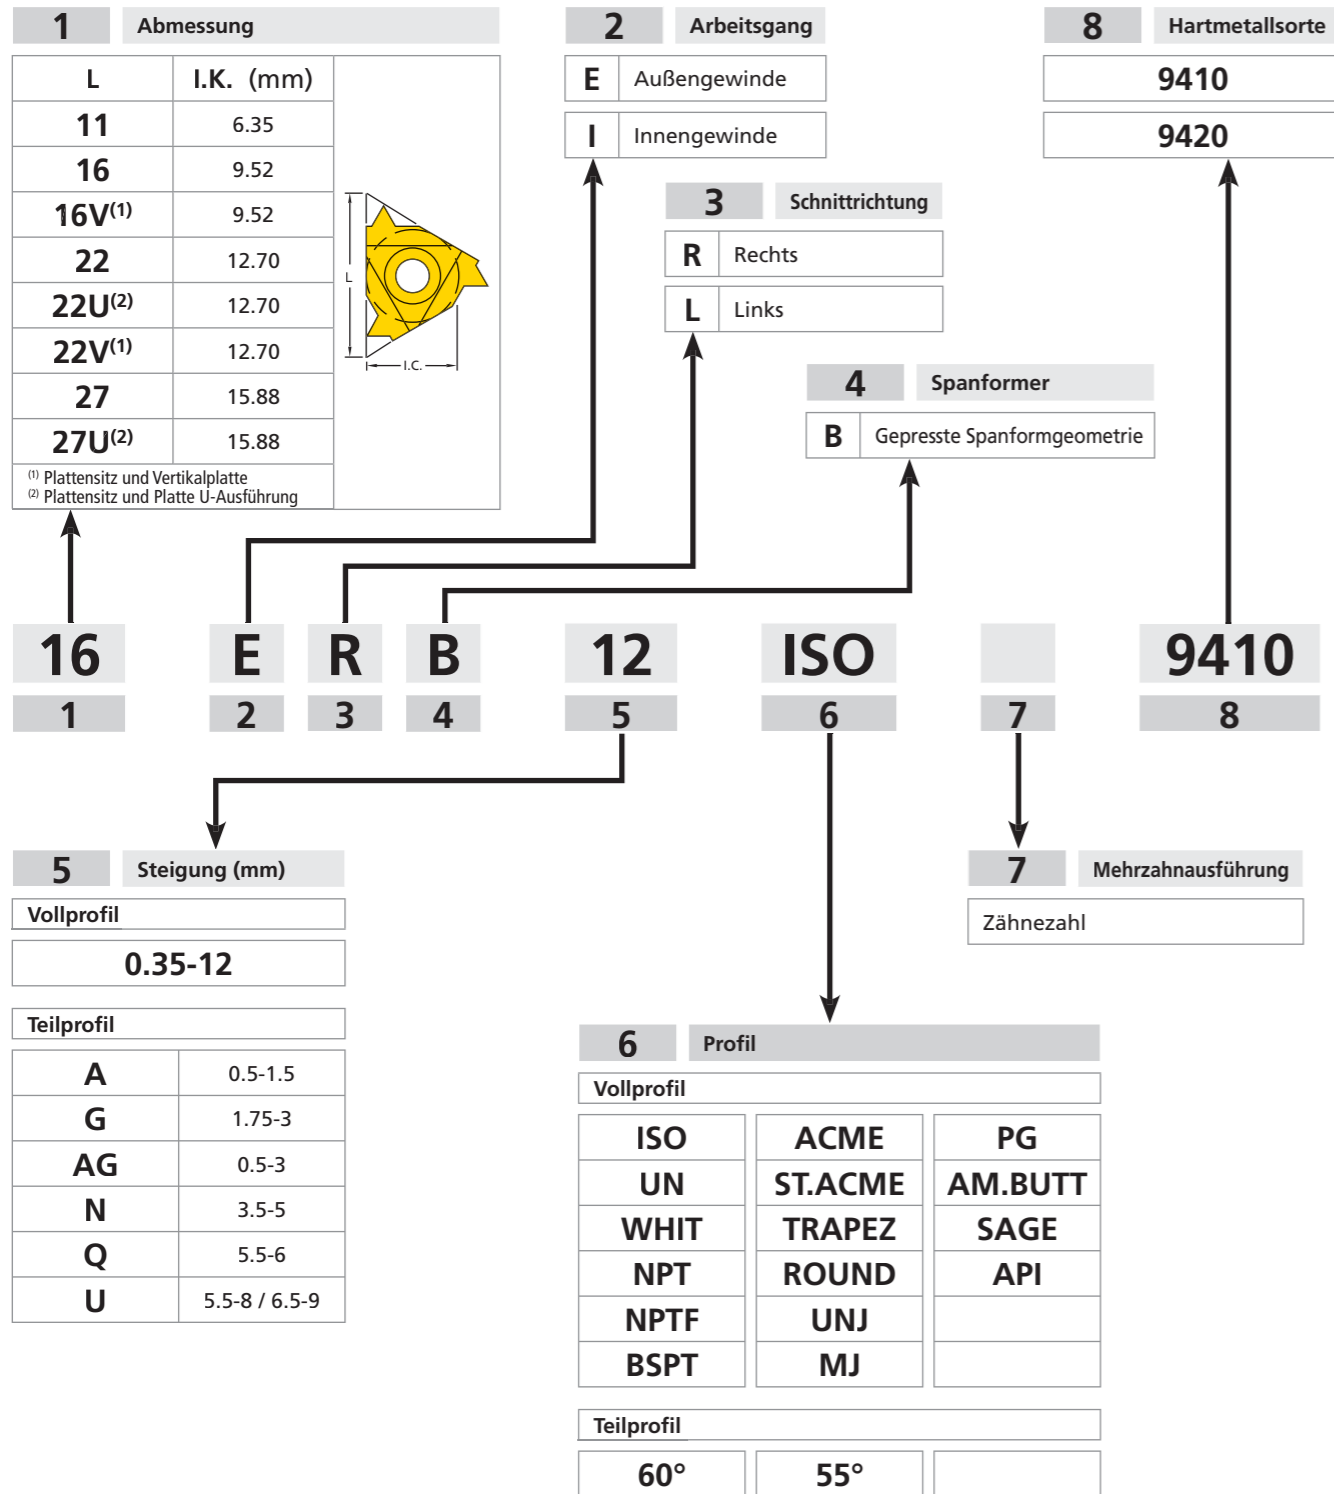 1 Abmessung
L I.K. (mm)
11 6.35
16 9.52
16V(1) 9.52
22 12.70
22U(2) 12.70
22V(1) 12.70
27 15.88
27U(2) 15.88
(1) Plattensitz und Vertikalplatte
(2) Plattensitz und Platte U-Ausführung
L
I.C.
2 Arbeitsgang
E Außengewinde
I Innengewinde
3 Schnittrichtung
R Rechts
L Links
4 Spanformer
B Gepresste Spanformgeometrie
8 Hartmetallsorte
9410
9420
16 E R B 12 ISO 9410
1 2 3 4 5 6 7 8
5 Steigung (mm)
Vollprofil
0.35-12
Teilprofil
A 0.5-1.5
G 1.75-3
AG 0.5-3
N 3.5-5
Q 5.5-6
U 5.5-8 / 6.5-9
7 Mehrzahnausführung
Zähnezahl
6 Profil
Vollprofil
ISO ACME PG
UN ST.ACME AM.BUTT
WHIT TRAPEZ SAGE
NPT ROUND API
NPTF UNJ
BSPT MJ
Teilprofil
60° 55°